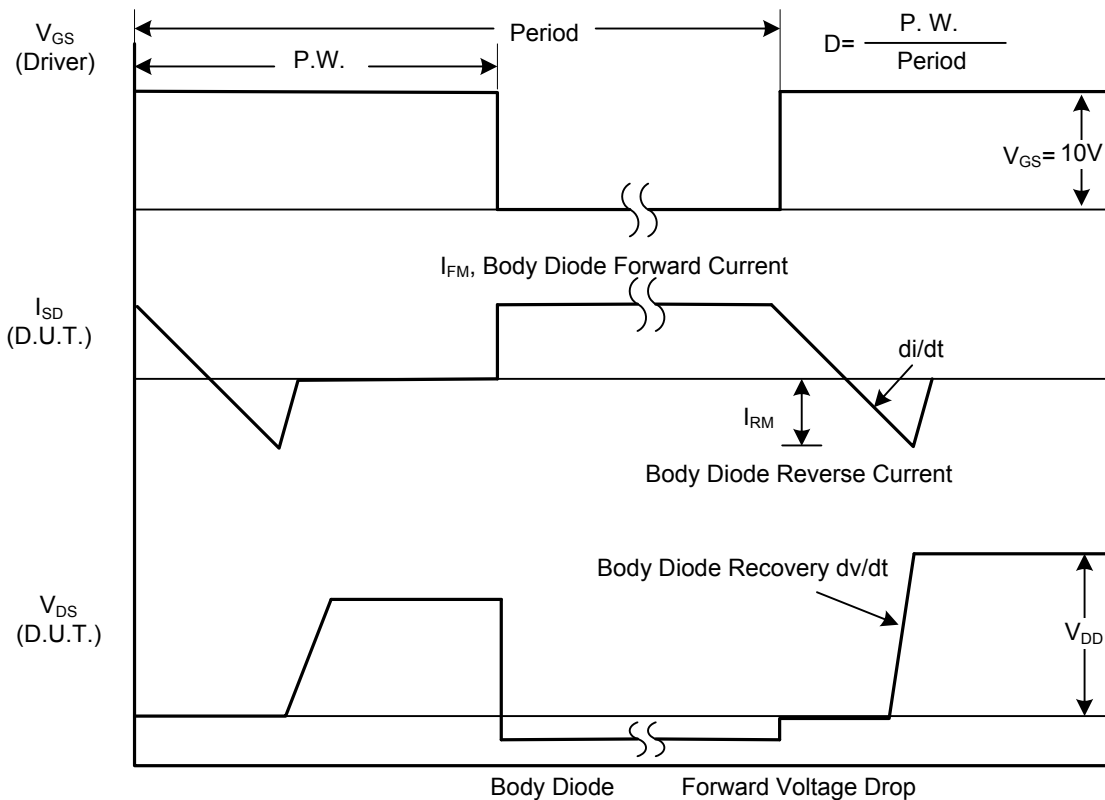 V_GS
(Driver)
Period
P.W.
D= P. W.
Period
V_GS= 10V
I_FM, Body Diode Forward Current
I_SD
(D.U.T.)
di/dt
I_RM
Body Diode Reverse Current
Body Diode Recovery dv/dt
V_DS
(D.U.T.)
V_DD
Body Diode Forward Voltage Drop